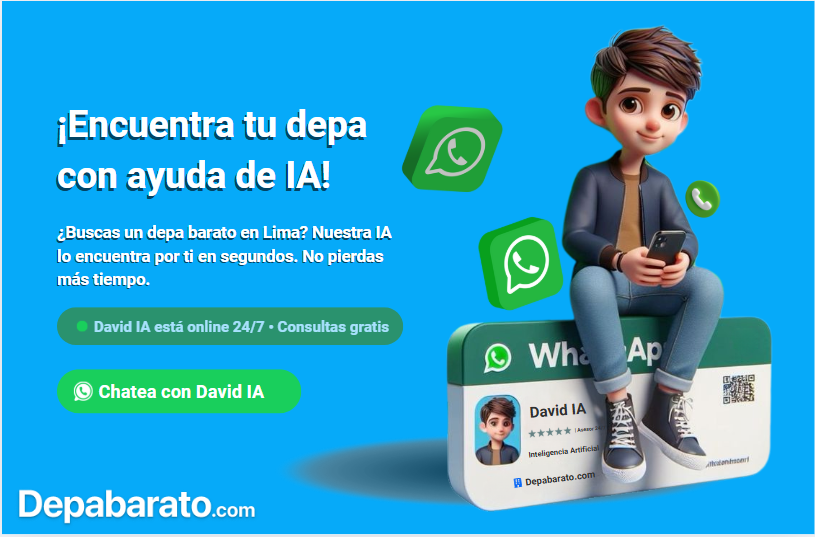 ¡Encuentra tu depa
con ayuda de IA!
¿Buscas un depa barato en Lima? Nuestra IA
lo encuentra por ti en segundos. No pierdas
más tiempo.
David IA está online 24/7 • Consultas gratis
Chatea con David IA
David IA
Inteligencia Artificial
Depabarato.com
Depabarato.com